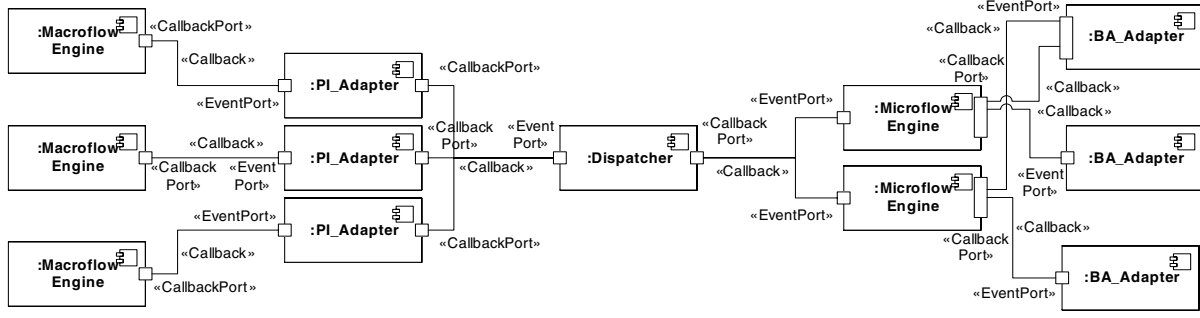 :Macroflow
Engine
«CallbackPort»
«Callback»
«EventPort»
:PI_Adapter
«CallbackPort»
:Macroflow
Engine
«Callback»
«Callback
Port»
«Event
Port»
:PI_Adapter
«Callback
Port»
«Callback»
«Event
Port»
:Macroflow
Engine
«CallbackPort»
«Callback»
«EventPort»
:PI_Adapter
«CallbackPort»
:Dispatcher
«Callback
Port»
«Callback»
«EventPort»
:Microflow
Engine
«Callback
Port»
«EventPort»
:Microflow
Engine
«Callback
Port»
«EventPort»
«Callback»
:BA_Adapter
«Callback»
«Callback»
:BA_Adapter
«Event
Port»
«Callback»
«EventPort»
:BA_Adapter